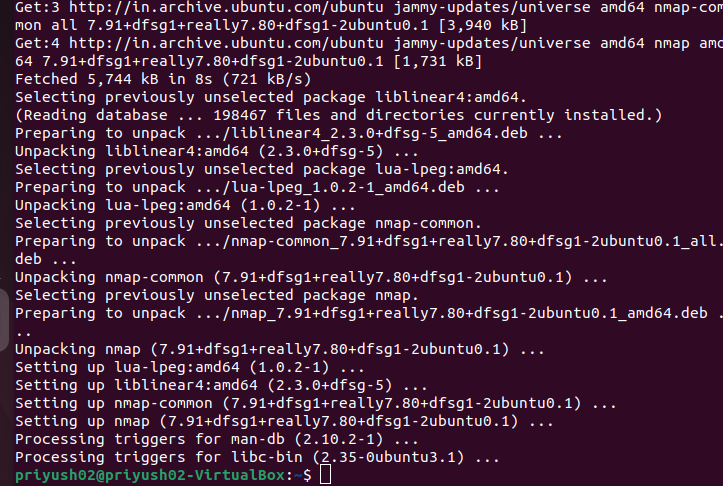 Get:3 http://in.archive.ubuntu.com/ubuntu jammy-updates/universe amd64 nmap-com
mon all 7.91+dfsg1+really7.80+dfsg1-2ubuntu0.1 [3,940 kB]
Get:4 http://in.archive.ubuntu.com/ubuntu jammy-updates/universe amd64 nmap amd
64 7.91+dfsg1+really7.80+dfsg1-2ubuntu0.1 [1,731 kB]
Fetched 5,744 kB in 8s (721 kB/s)
Selecting previously unselected package liblinear4:amd64.
(Reading database ... 198467 files and directories currently installed.)
Preparing to unpack .../liblinear4_2.3.0+dfsg-5_amd64.deb ...
Unpacking liblinear4:amd64 (2.3.0+dfsg-5) ...
Selecting previously unselected package lua-lpeg:amd64.
Preparing to unpack .../lua-lpeg_1.0.2-1_amd64.deb ...
Unpacking lua-lpeg:amd64 (1.0.2-1) ...
Selecting previously unselected package nmap-common.
Preparing to unpack .../nmap-common_7.91+dfsg1+really7.80+dfsg1-2ubuntu0.1_all.
deb ...
Unpacking nmap-common (7.91+dfsg1+really7.80+dfsg1-2ubuntu0.1) ...
Selecting previously unselected package nmap.
Preparing to unpack .../nmap_7.91+dfsg1+really7.80+dfsg1-2ubuntu0.1_amd64.deb .
..
Unpacking nmap (7.91+dfsg1+really7.80+dfsg1-2ubuntu0.1) ...
Setting up lua-lpeg:amd64 (1.0.2-1) ...
Setting up liblinear4:amd64 (2.3.0+dfsg-5) ...
Setting up nmap-common (7.91+dfsg1+really7.80+dfsg1-2ubuntu0.1) ...
Setting up nmap (7.91+dfsg1+really7.80+dfsg1-2ubuntu0.1) ...
Processing triggers for man-db (2.10.2-1) ...
Processing triggers for libc-bin (2.35-0ubuntu3.1) ...
priyush02@priyush02-VirtualBox:~$